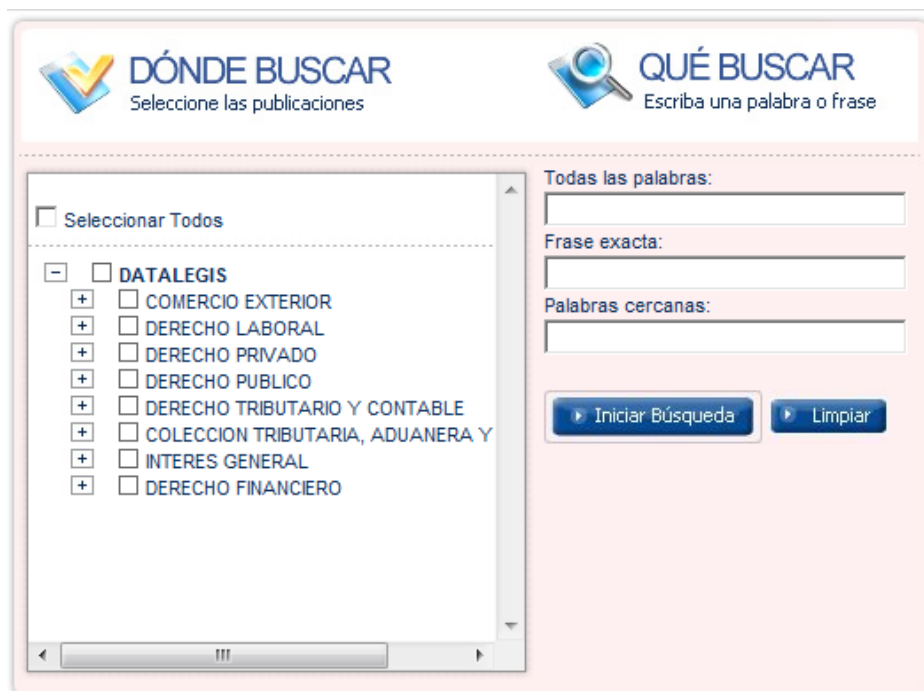 DÓNDE BUSCAR
Seleccione las publicaciones
QUÉ BUSCAR
Escriba una palabra o frase
Seleccionar Todos
DATALEGIS
COMERCIO EXTERIOR
DERECHO LABORAL
DERECHO PRIVADO
DERECHO PUBLICO
DERECHO TRIBUTARIO Y CONTABLE
COLECCION TRIBUTARIA, ADUANERA Y
INTERES GENERAL
DERECHO FINANCIERO
Todas las palabras:
Frase exacta:
Palabras cercanas:
Iniciar Búsqueda
Limpiar